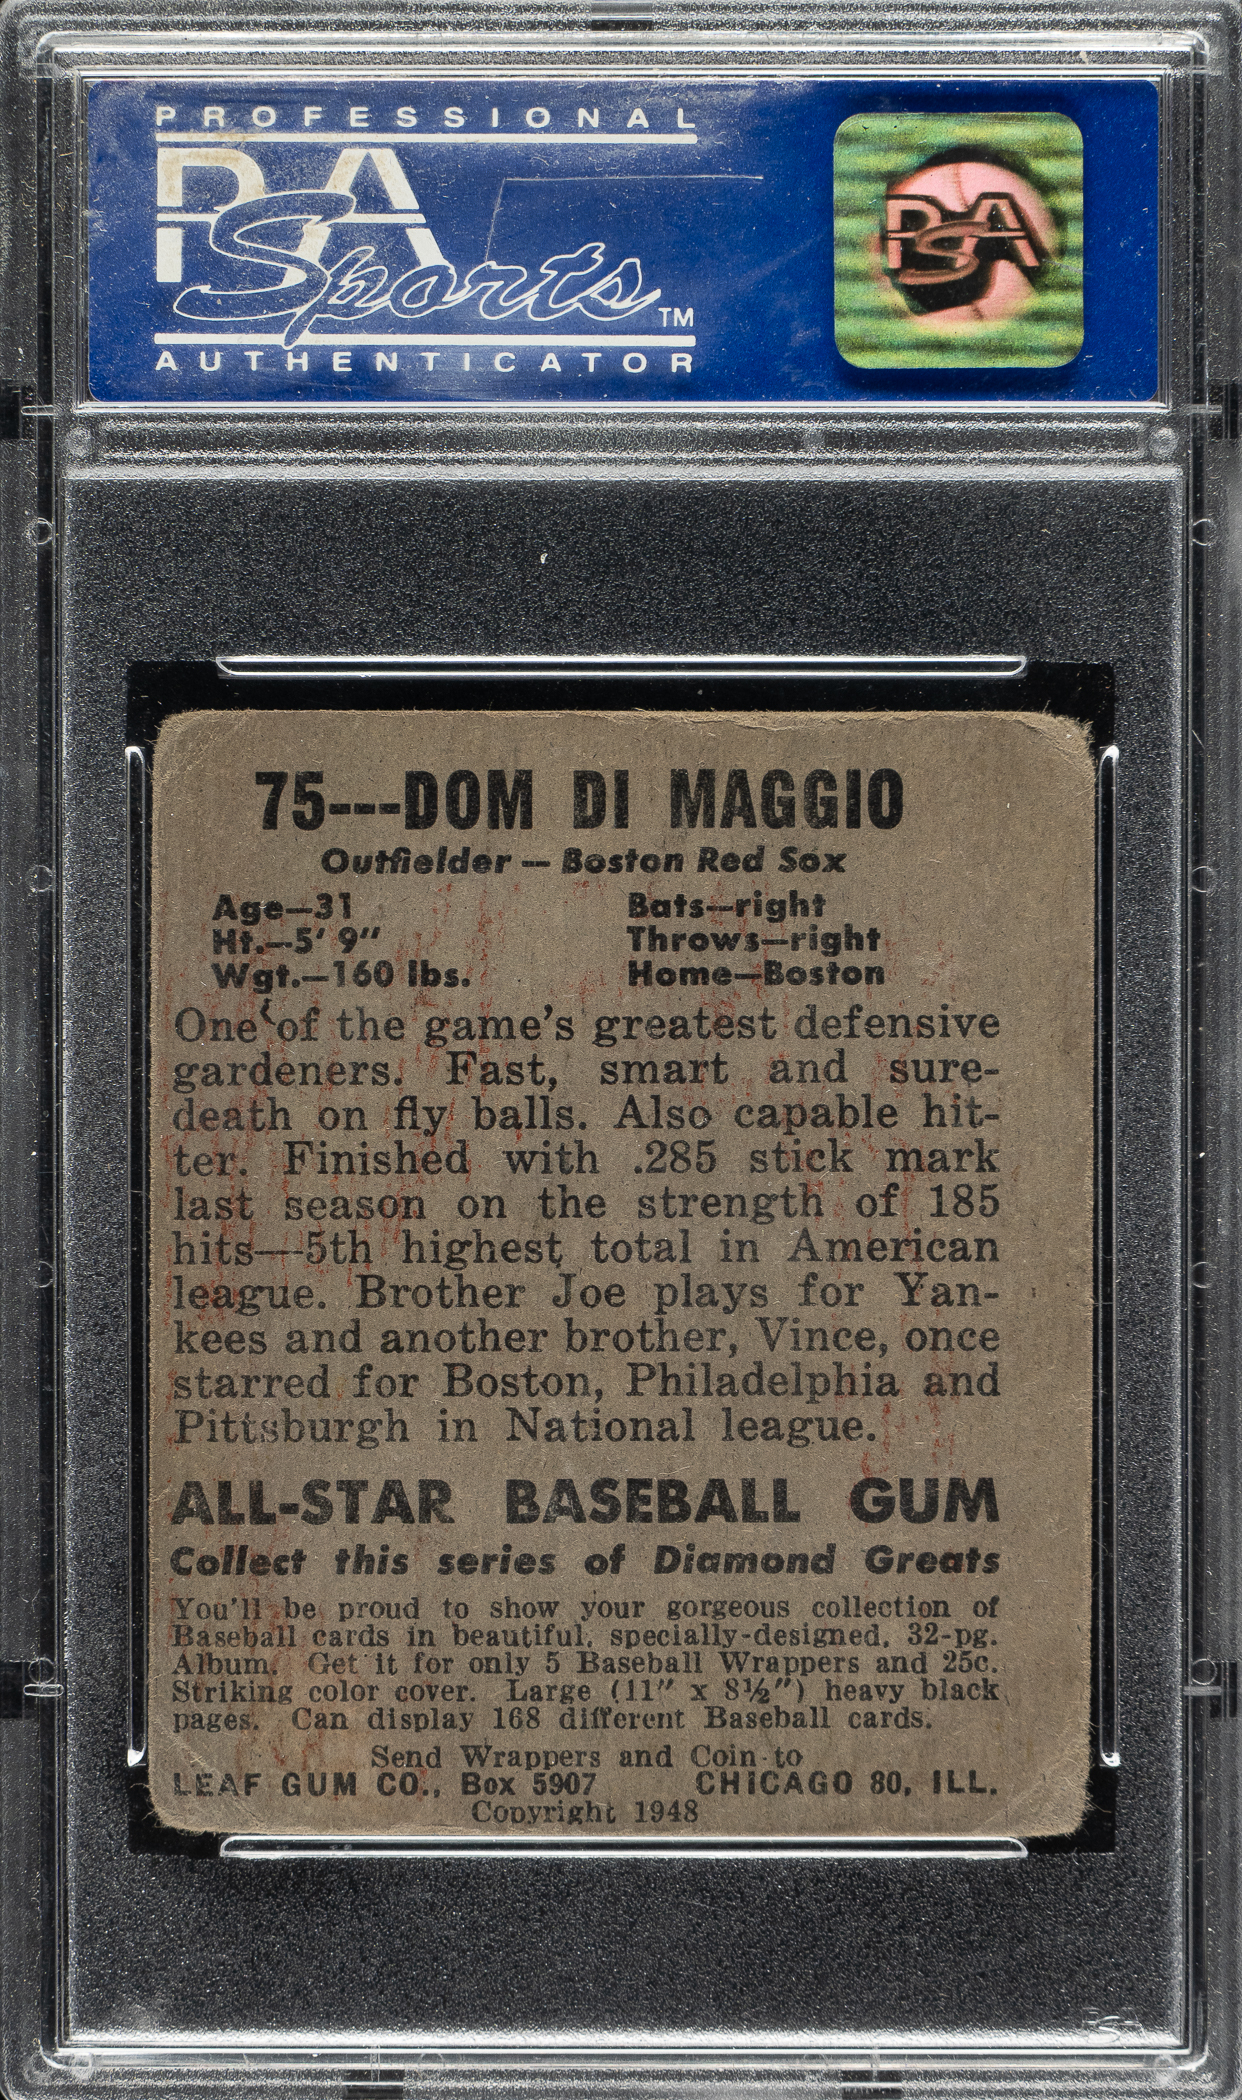 PROFESSIONAL
PSA
Sports TM
AUTHENTICATOR
PSA
75---DOM DI MAGGIO
Outfielder — Boston Red Sox
Age—31 Bats—right
Ht.—5' 9" Throws—right
Wgt.—160 lbs. Home—Boston
One of the game's greatest defensive
gardeners. Fast, smart and sure-
death on fly balls. Also capable hit-
ter. Finished with .285 stick mark
last season on the strength of 185
hits—5th highest total in American
league. Brother Joe plays for Yan-
kees and another brother, Vince, once
starred for Boston, Philadelphia and
Pittsburgh in National league.
ALL-STAR BASEBALL GUM
Collect this series of Diamond Greats
You'll be proud to show your gorgeous collection of
Baseball cards in beautiful, specially-designed, 32-pg.
Album. Get it for only 5 Baseball Wrappers and 25c.
Striking color cover. Large (11" x 8½") heavy black
pages. Can display 168 different Baseball cards.
Send Wrappers and Coin to
LEAF GUM CO., Box 5907 CHICAGO 80, ILL.
Copyright 1948
PSA